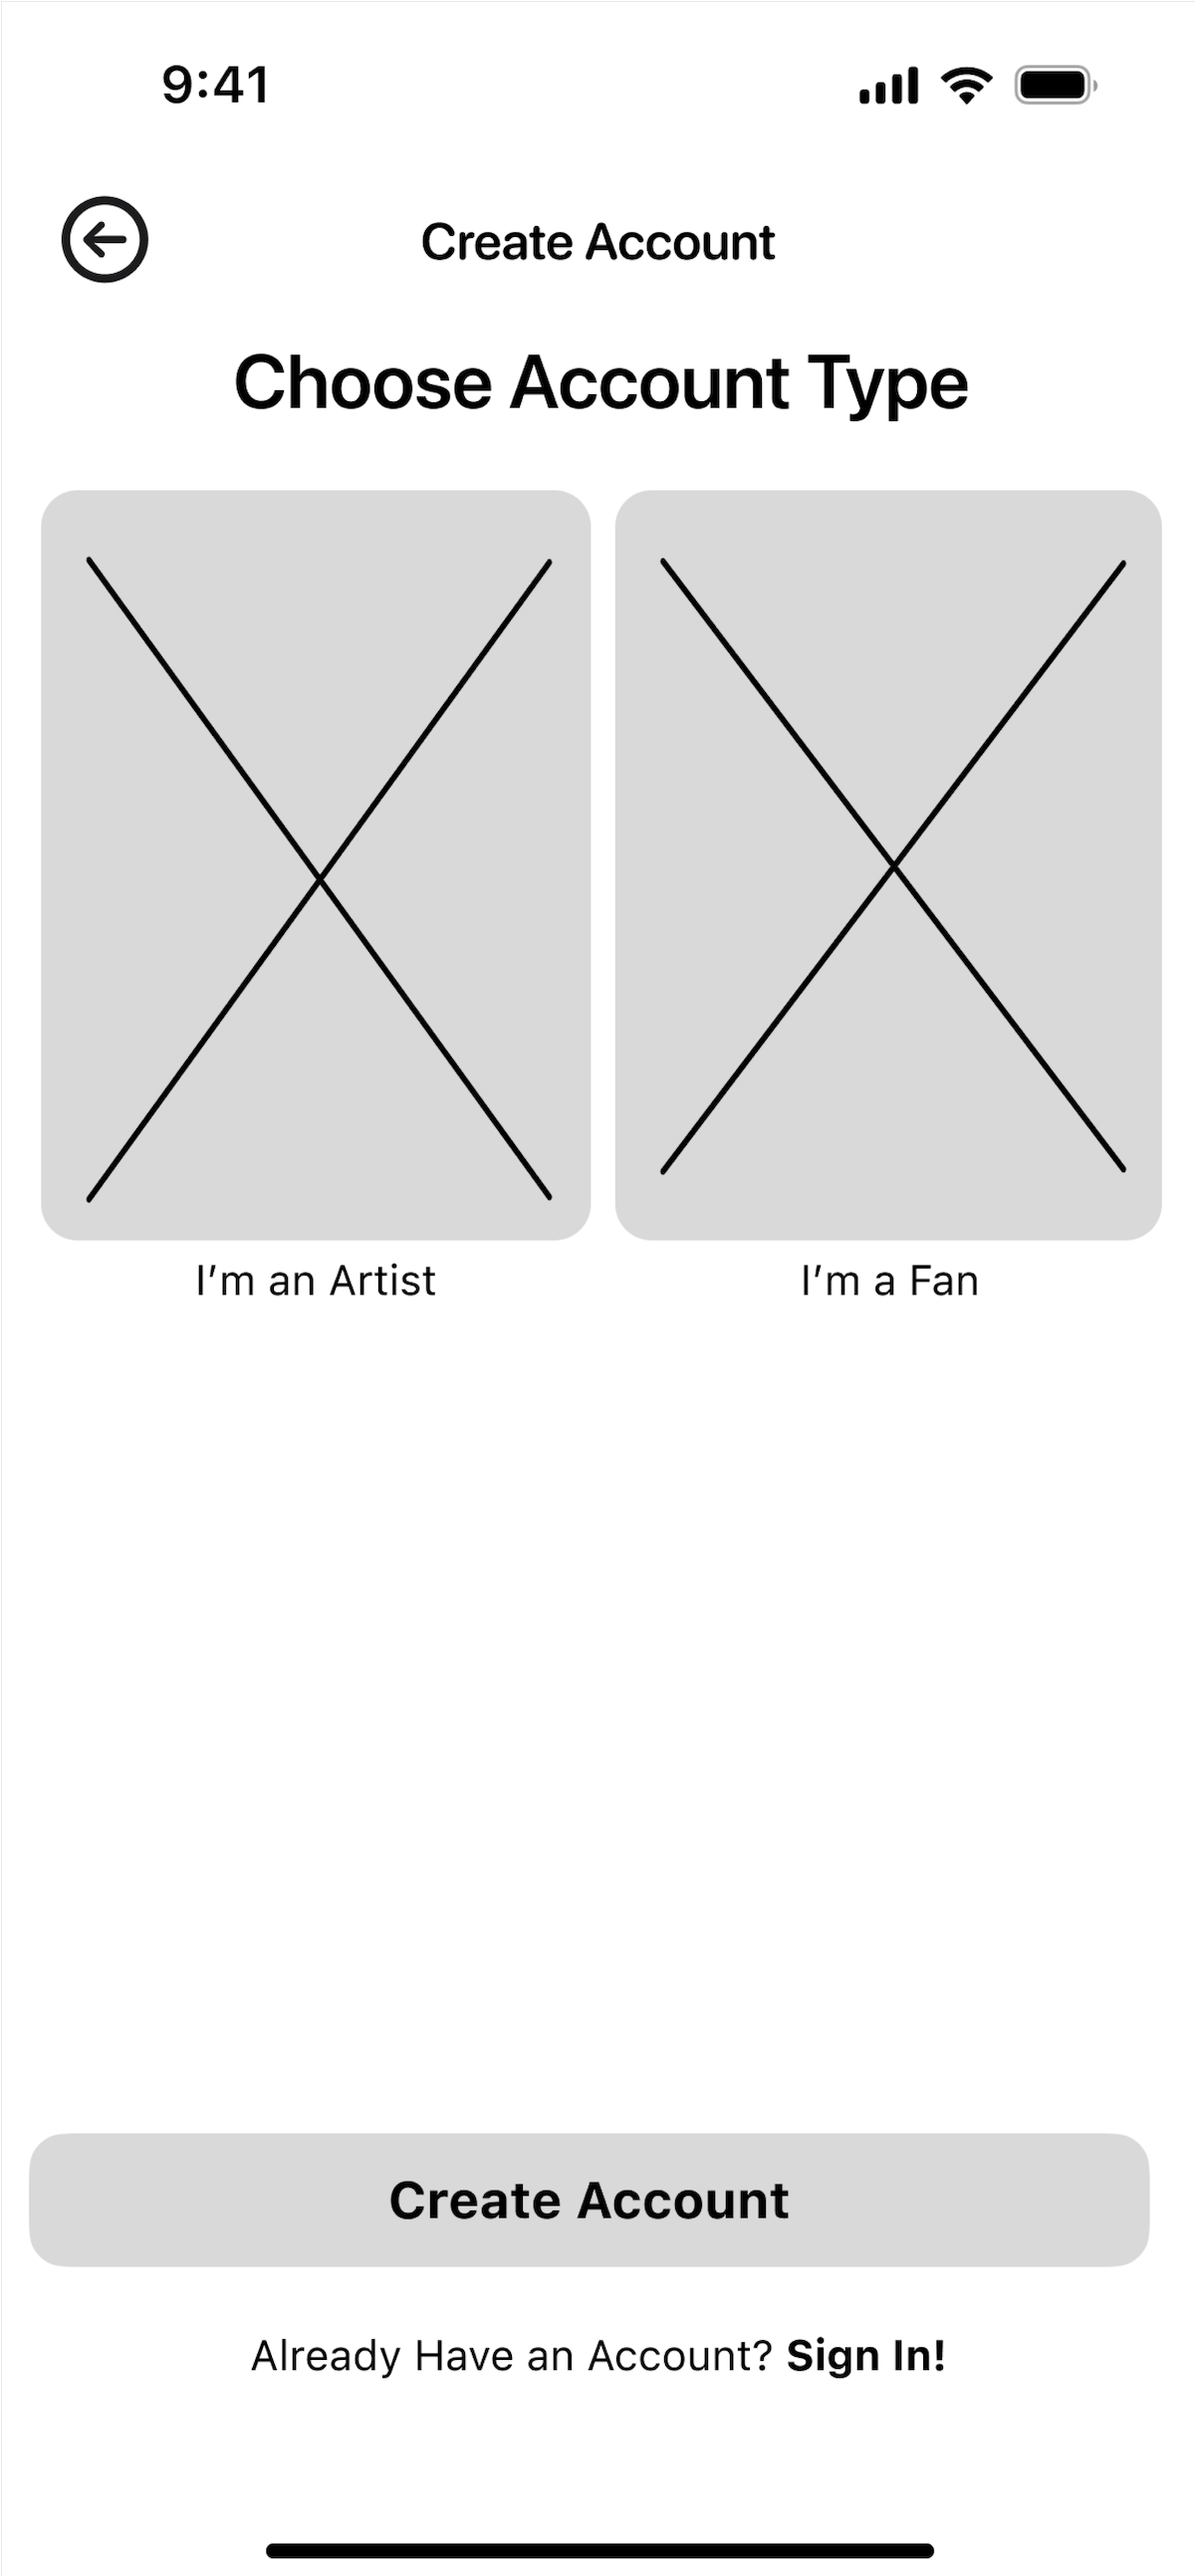 9:41
Create Account
Choose Account Type
I’m an Artist
I’m a Fan
Create Account
Already Have an Account? Sign In!